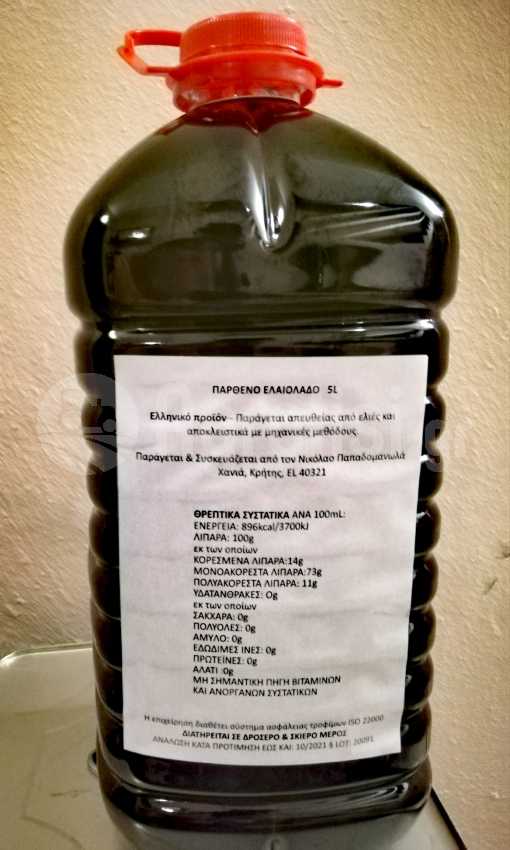 ΠΑΡΘΕΝΟ ΕΛΑΙΟΛΑΔΟ 5L
Ελληνικό προϊόν - Παράγεται απευθείας από ελιές και
αποκλειστικά με μηχανικές μεθόδους.
Παράγεται & Συσκευάζεται από τον Νικόλαο Παπαδομανωλά
Χανιά, Κρήτης, EL 40321
ΘΡΕΠΤΙΚΑ ΣΥΣΤΑΤΙΚΑ ΑΝΑ 100mL:
ΕΝΕΡΓΕΙΑ: 896kcal/3700kJ
ΛΙΠΑΡΑ: 100g
εκ των οποίων
ΚΟΡΕΣΜΕΝΑ ΛΙΠΑΡΑ:14g
ΜΟΝΟΑΚΟΡΕΣΤΑ ΛΙΠΑΡΑ:73g
ΠΟΛΥΑΚΟΡΕΣΤΑ ΛΙΠΑΡΑ: 11g
ΥΔΑΤΑΝΘΡΑΚΕΣ: Og
εκ των οποίων
ΣΑΚΧΑΡΑ: 0g
ΠΟΛΥΟΛΕΣ: 0g
ΑΜΥΛΟ: 0g
ΕΔΩΔΙΜΕΣ ΙΝΕΣ: 0g
ΠΡΩΤΕΪΝΕΣ: 0g
ΑΛΑΤΙ :0g
ΜΗ ΣΗΜΑΝΤΙΚΗ ΠΗΓΗ ΒΙΤΑΜΙΝΩΝ
ΚΑΙ ΑΝΟΡΓΑΝΩΝ ΣΥΣΤΑΤΙΚΩΝ
Η επιχείρηση διαθέτει σύστημα ασφάλειας τροφίμων ISO 22000
ΔΙΑΤΗΡΕΙΤΑΙ ΣΕ ΔΡΟΣΕΡΟ & ΣΚΙΕΡΟ ΜΕΡΟΣ
ΑΝΑΛΩΣΗ ΚΑΤΑ ΠΡΟΤΙΜΗΣΗ ΕΩΣ ΚΑΙ: 10/2021 § LOT: 20091